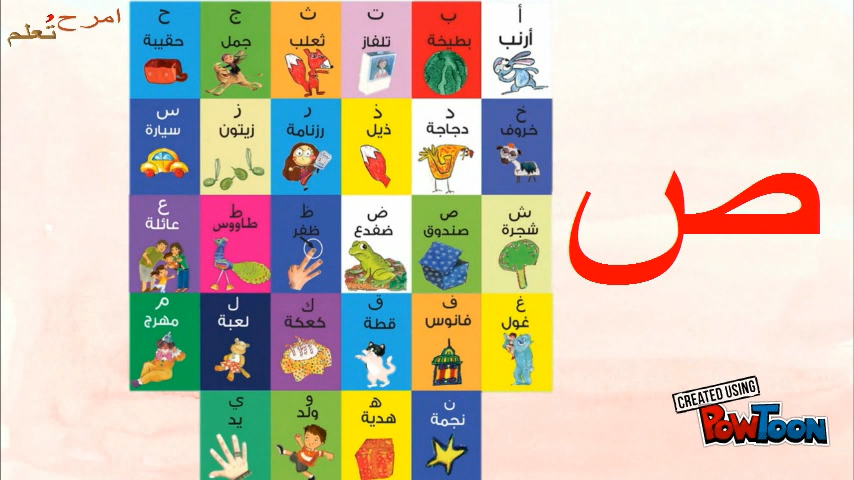 امرح
تُعلم
أ ب ت ث ج ح
أرنب بطيخة تلفاز ثعلب جمل حقيبة
خ د ذ ر ز س
خروف دجاجة ذيل رزنامة زيتون سيارة
ش ص ض ط ظ ع
شجرة صندوق ضفدع ظفر طاووس عائلة
غ ف ق ك ل م
غول فانوس قطة كعكة لعبة مهرج
ن ه و ي
نجمة هدية ولد يد
ص
CREATED USING
POWTOON